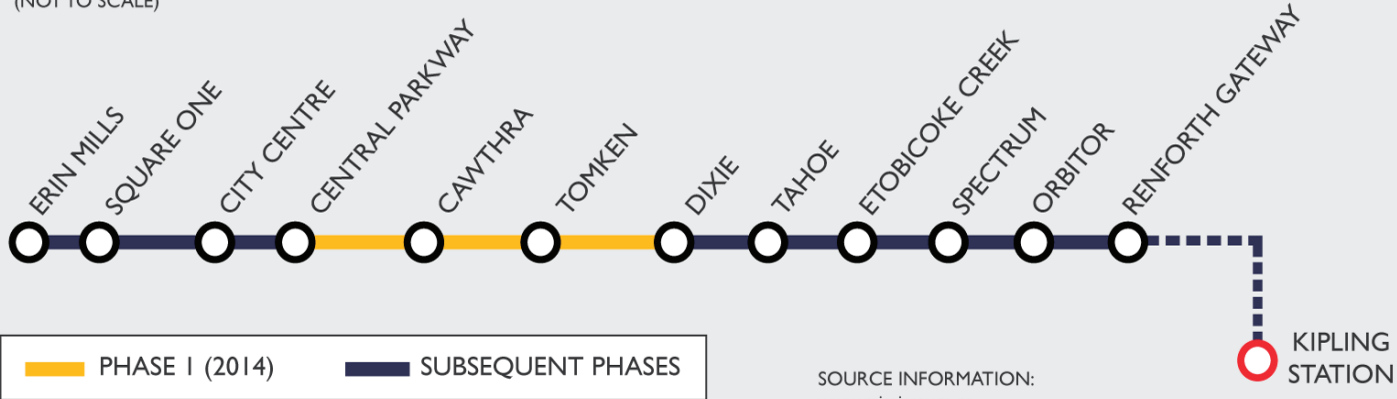 (NOT TO SCALE)
ERIN MILLS
SQUARE ONE
CITY CENTRE
CENTRAL PARKWAY
CAWTHRA
TOMKEN
DIXIE
TAHOE
ETOBICOKE CREEK
SPECTRUM
ORBITOR
RENFORTH GATEWAY
KIPLING
STATION
PHASE 1 (2014)
SUBSEQUENT PHASES
SOURCE INFORMATION: